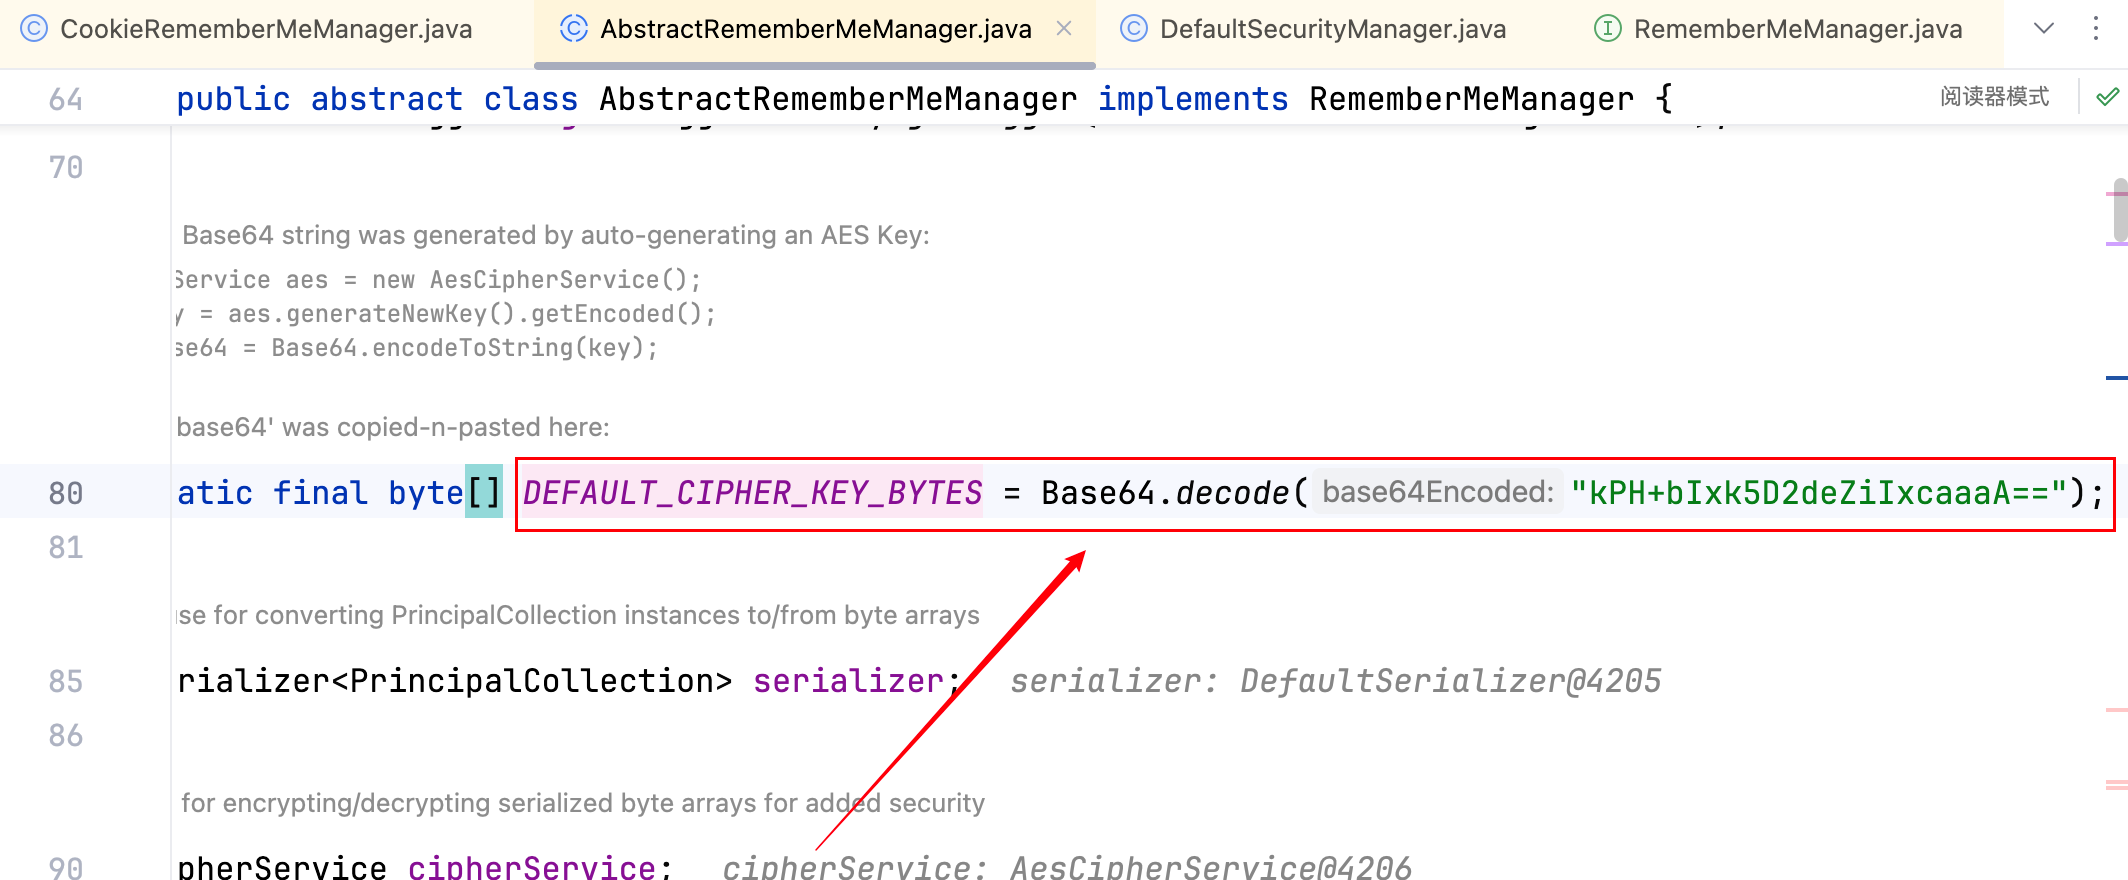 CookieRememberMeManager.java AbstractRememberMeManager.java DefaultSecurityManager.java RememberMeManager.java
64 public abstract class AbstractRememberMeManager implements RememberMeManager { 阅读器模式
70
Base64 string was generated by auto-generating an AES Key:
Service aes = new AesCipherService();
y = aes.generateNewKey().getEncoded();
se64 = Base64.encodeToString(key);
base64' was copied-n-pasted here:
80 atic final byte[] DEFAULT_CIPHER_KEY_BYTES = Base64.decode( base64Encoded: "kPH+bIxk5D2deZiIxcaaaA==");
81
use for converting PrincipalCollection instances to/from byte arrays
85 rializer<PrincipalCollection> serializer; serializer: DefaultSerializer@4205
86
for encrypting/decrypting serialized byte arrays for added security
90 pherService cipherService; cipherService: AesCipherService@4206